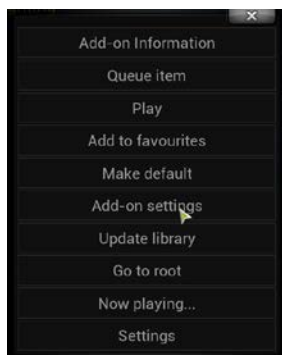 Add-on Information
Queue item
Play
Add to favourites
Make default
Add-on settings
Update library
Go to root
Now playing...
Settings